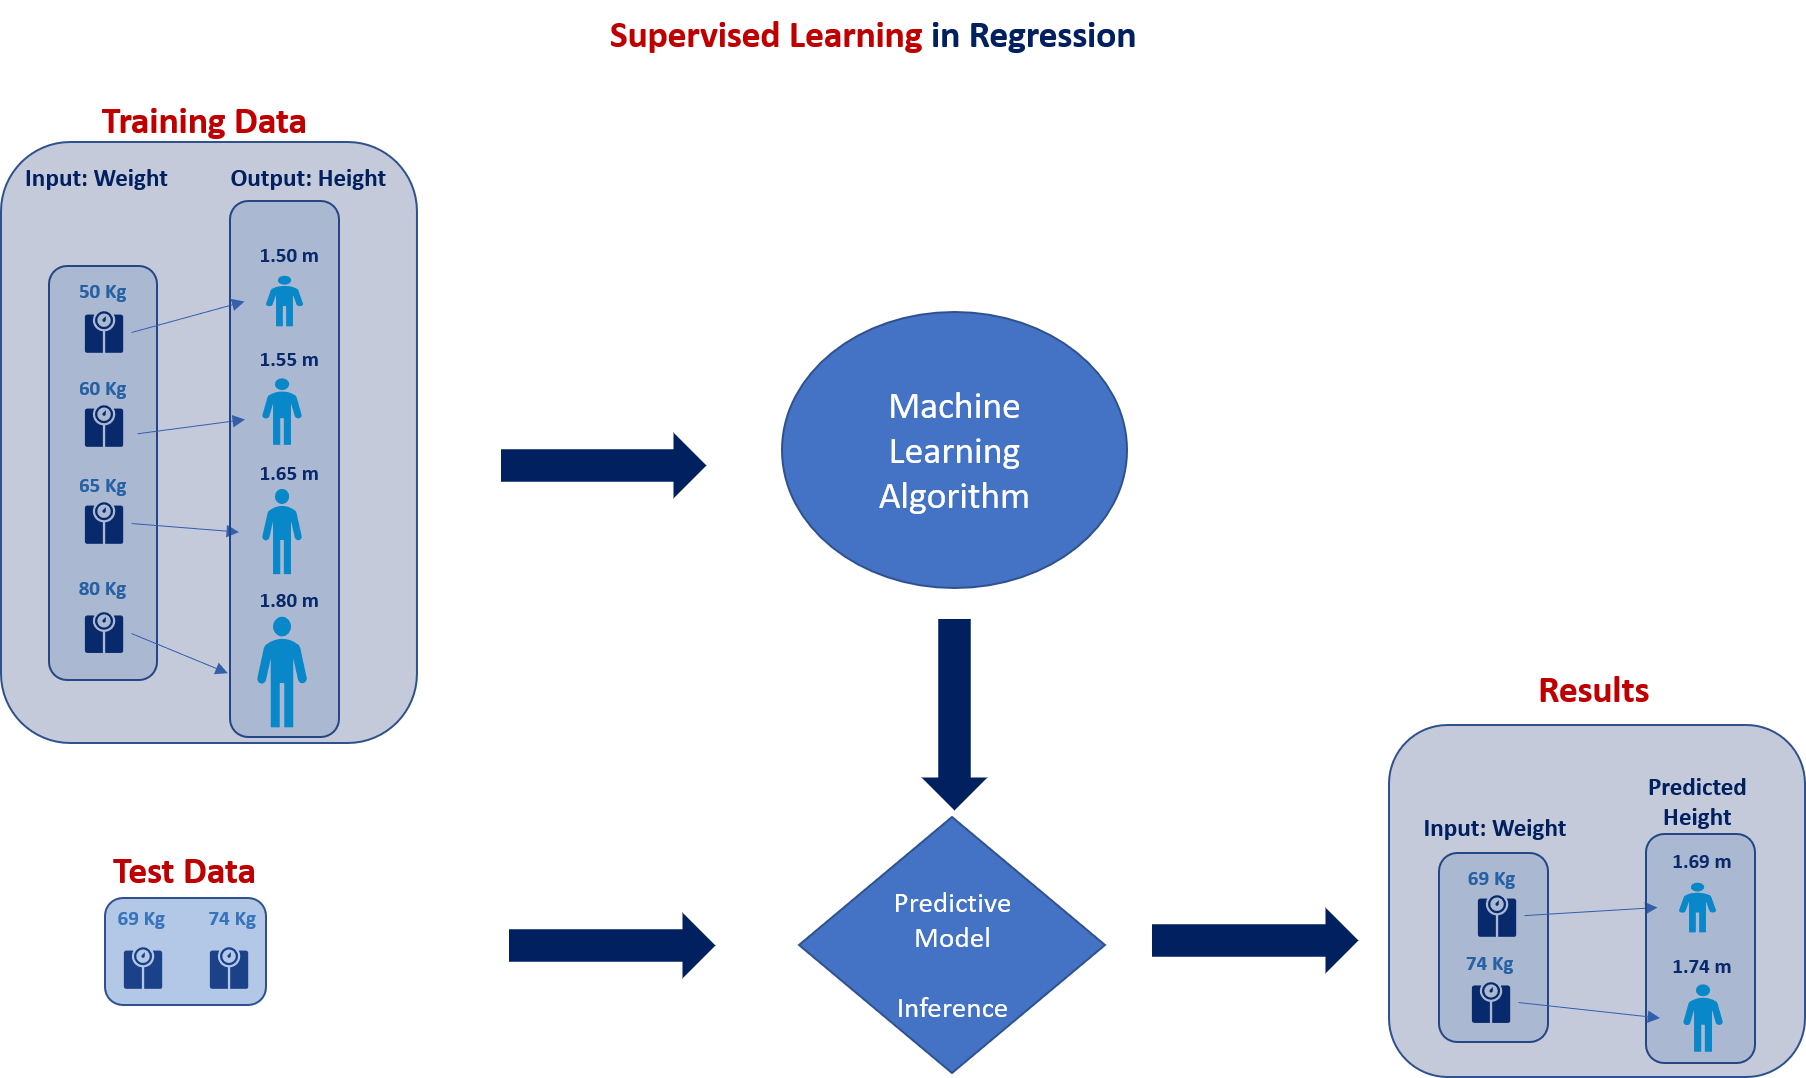 Supervised Learning in Regression
Training Data
Input: Weight
Output: Height
50 Kg
1.50 m
60 Kg
1.55 m
65 Kg
1.65 m
80 Kg
1.80 m
Machine
Learning
Algorithm
Test Data
69 Kg
74 Kg
Predictive
Model
Inference
Results
Input: Weight
Predicted
Height
69 Kg
1.69 m
74 Kg
1.74 m